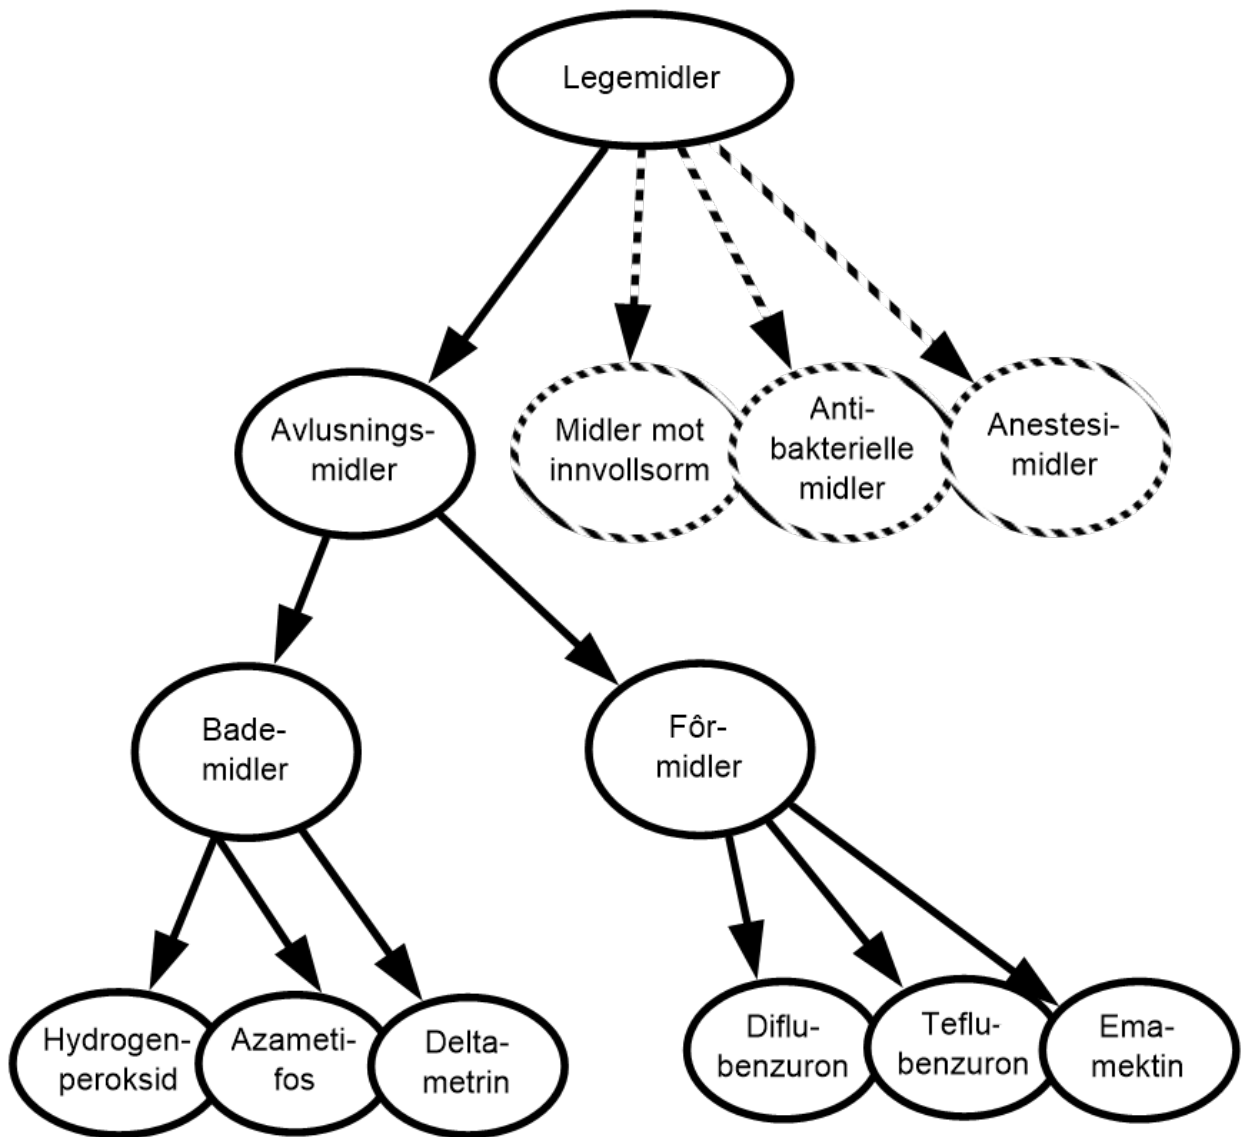 Legemidler
Avlusnings-
midler
Midler mot
innvollsorm
Anti-
bakterielle
midler
Anestesi-
midler
Bade-
midler
Fôr-
midler
Hydrogen-
peroksid
Azameti-
fos
Delta-
metrin
Diflu-
benzuron
Teflu-
benzuron
Ema-
mektin